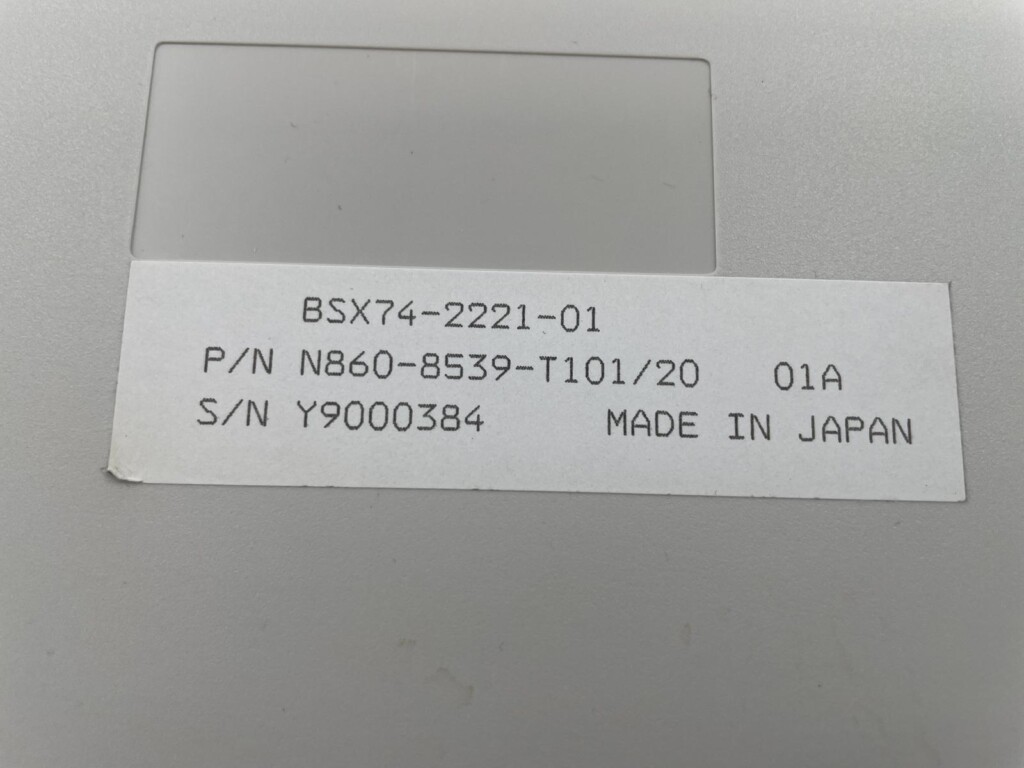 BSX74-2221-01
P/N N860-8539-T101/20 01A
S/N Y9000384 MADE IN JAPAN